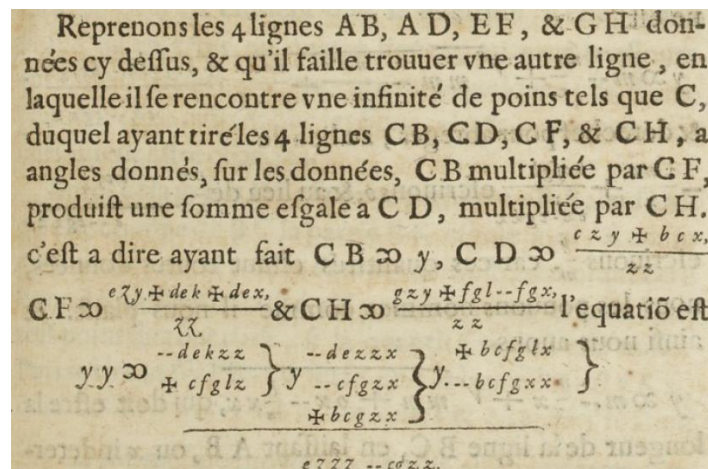 Reprenons les 4 lignes AB, AD, EF, & GH don-
nées cy dessus, & qu'il faille trouuer vne autre ligne, en
laquelle il se rencontre vne infinité de poins tels que C,
duquel ayant tiré les 4 lignes CB, CD, CF, & CH, a
angles donnés, sur les données, CB multipliée par CF,
produist une somme esgale a CD, multipliée par CH.
c'est a dire ayant fait CB ∞ y, CD ∞ czy ✠ bcx, / zz
CF ∞ ezy ✠ dek ✠ dex, / zz & CH ∞ gzy ✠ fgl -- fgx, / zz l'equatiõ est
yy ∞ -- dekzz ✠ cfglz } y -- dezzx -- cfgzx ✠ bcgzx } y ✠ bcfglx -- bcfgxx }
ezzz -- cgzz.